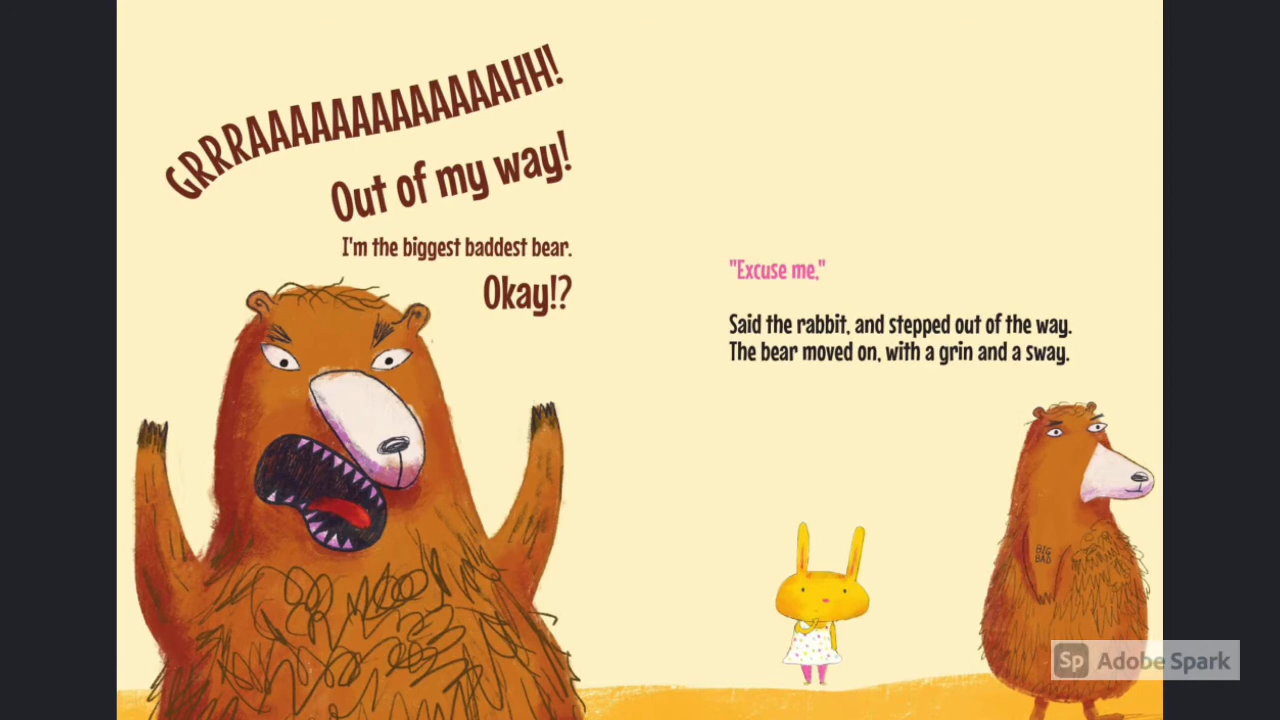 GRRRAAAAAAAAAAAAAHH!
Out of my way!
I'm the biggest baddest bear.
Okay!?
"Excuse me,"
Said the rabbit, and stepped out of the way.
The bear moved on, with a grin and a sway.
BIG
BAD
Sp Adobe Spark